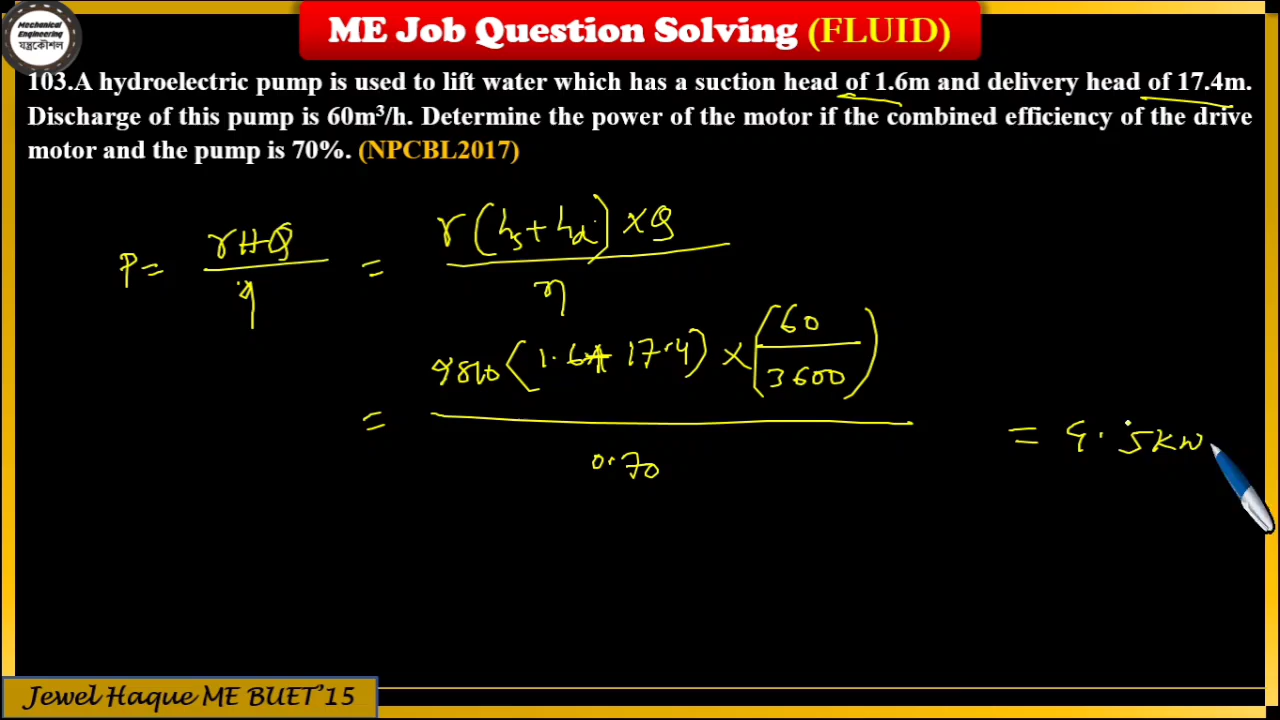 Mechanical
Engineering
যন্ত্রকৌশল
ME Job Question Solving (FLUID)
103.A hydroelectric pump is used to lift water which has a suction head of 1.6m and delivery head of 17.4m.
Discharge of this pump is 60m³/h. Determine the power of the motor if the combined efficiency of the drive
motor and the pump is 70%. (NPCBL2017)
P = γHQ / η = γ(hs + hd) × Q / η
= 9810 (1.6 + 17.4) × (60 / 3600) / 0.70 = 4.5kW
Jewel Haque ME BUET'15